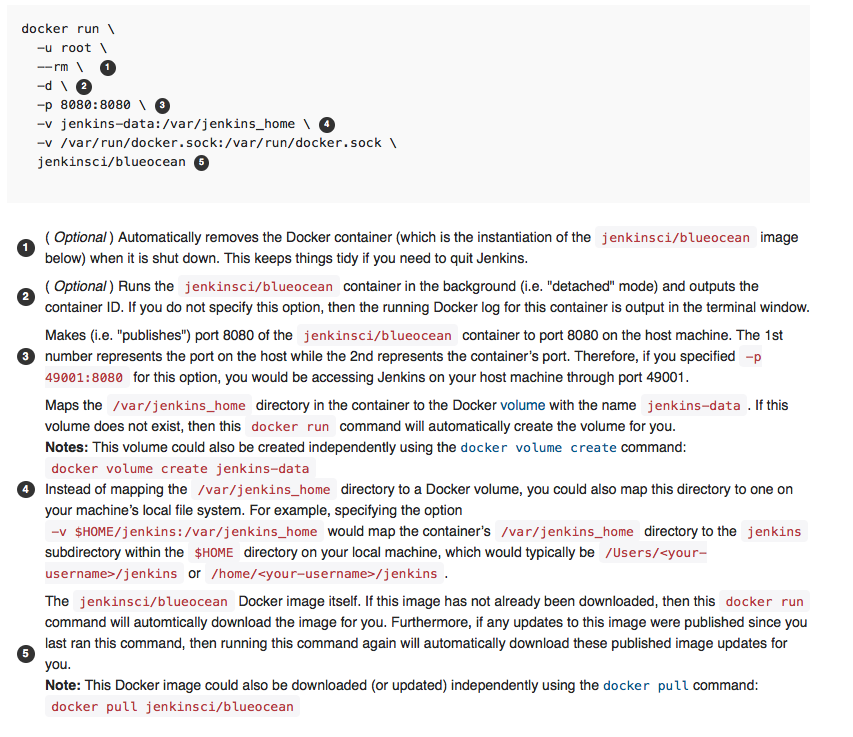 docker run \
-u root \
--rm \ 1
-d \ 2
-p 8080:8080 \ 3
-v jenkins-data:/var/jenkins_home \ 4
-v /var/run/docker.sock:/var/run/docker.sock \
jenkinsci/blueocean 5
( Optional ) Automatically removes the Docker container (which is the instantiation of the jenkinsci/blueocean image
1
below) when it is shut down. This keeps things tidy if you need to quit Jenkins.
( Optional ) Runs the jenkinsci/blueocean container in the background (i.e. "detached" mode) and outputs the
2
container ID. If you do not specify this option, then the running Docker log for this container is output in the terminal window.
Makes (i.e. "publishes") port 8080 of the jenkinsci/blueocean container to port 8080 on the host machine. The 1st
3 number represents the port on the host while the 2nd represents the container's port. Therefore, if you specified -p
49001:8080 for this option, you would be accessing Jenkins on your host machine through port 49001.
Maps the /var/jenkins_home directory in the container to the Docker volume with the name jenkins-data . If this
volume does not exist, then this docker run command will automatically create the volume for you.
Notes: This volume could also be created independently using the docker volume create command:
docker volume create jenkins-data
4 Instead of mapping the /var/jenkins_home directory to a Docker volume, you could also map this directory to one on
your machine's local file system. For example, specifying the option
-v $HOME/jenkins:/var/jenkins_home would map the container's /var/jenkins_home directory to the jenkins
subdirectory within the $HOME directory on your local machine, which would typically be /Users/<your-
username>/jenkins or /home/<your-username>/jenkins .
The jenkinsci/blueocean Docker image itself. If this image has not already been downloaded, then this docker run
command will automtically download the image for you. Furthermore, if any updates to this image were published since you
last ran this command, then running this command again will automatically download these published image updates for
5
you.
Note: This Docker image could also be downloaded (or updated) independently using the docker pull command:
docker pull jenkinsci/blueocean